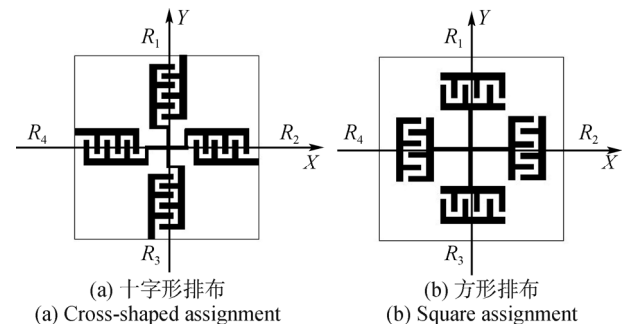 Y
R1
R4
R2
X
R3
(a) 十字形排布
(a) Cross-shaped assignment
Y
R1
R4
R2
X
R3
(b) 方形排布
(b) Square assignment